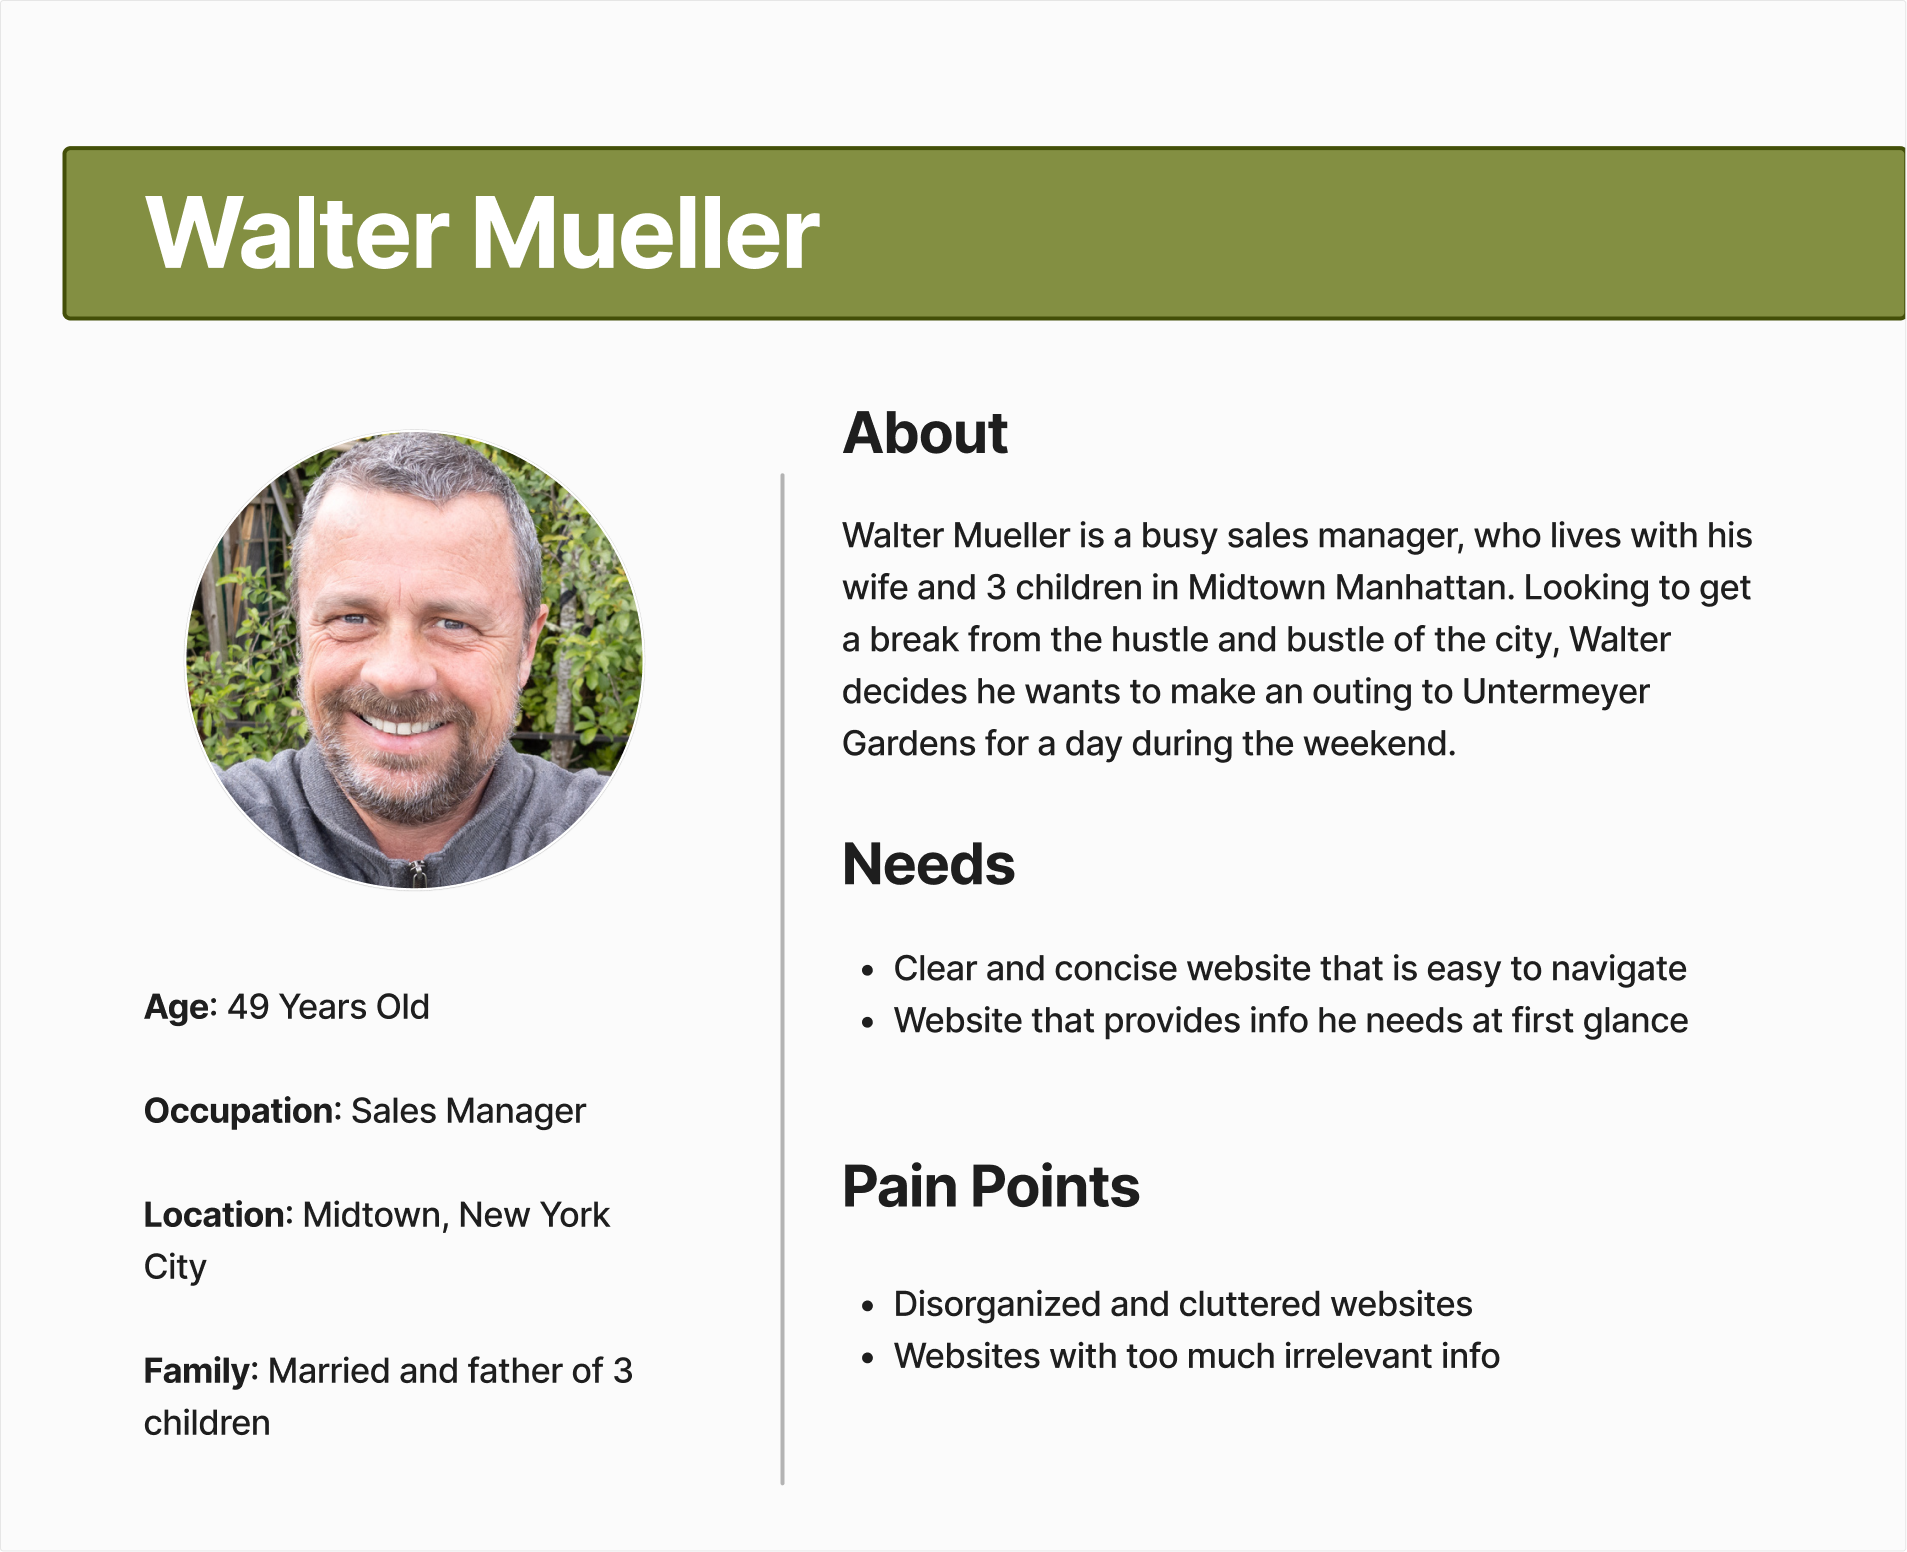 Walter Mueller
Age: 49 Years Old
Occupation: Sales Manager
Location: Midtown, New York
City
Family: Married and father of 3
children
About
Walter Mueller is a busy sales manager, who lives with his
wife and 3 children in Midtown Manhattan. Looking to get
a break from the hustle and bustle of the city, Walter
decides he wants to make an outing to Untermeyer
Gardens for a day during the weekend.
Needs
• Clear and concise website that is easy to navigate
• Website that provides info he needs at first glance
Pain Points
• Disorganized and cluttered websites
• Websites with too much irrelevant info